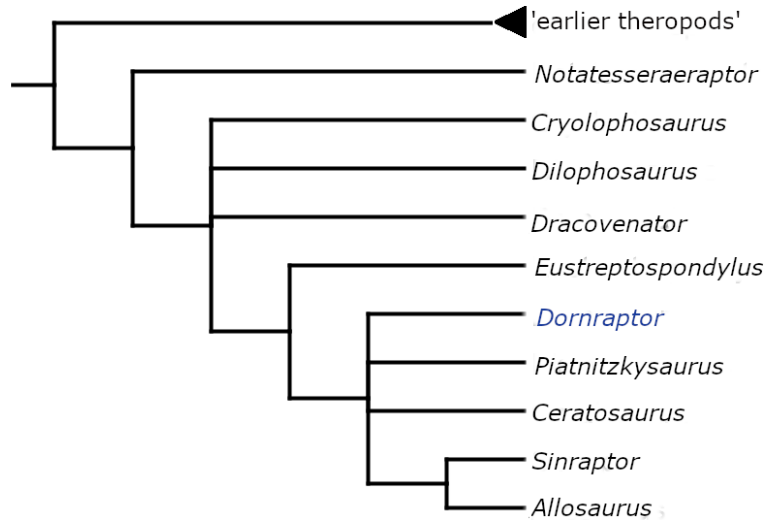 'earlier theropods'
Notatesseraeraptor
Cryolophosaurus
Dilophosaurus
Dracovenator
Eustreptospondylus
Dornraptor
Piatnitzkysaurus
Ceratosaurus
Sinraptor
Allosaurus